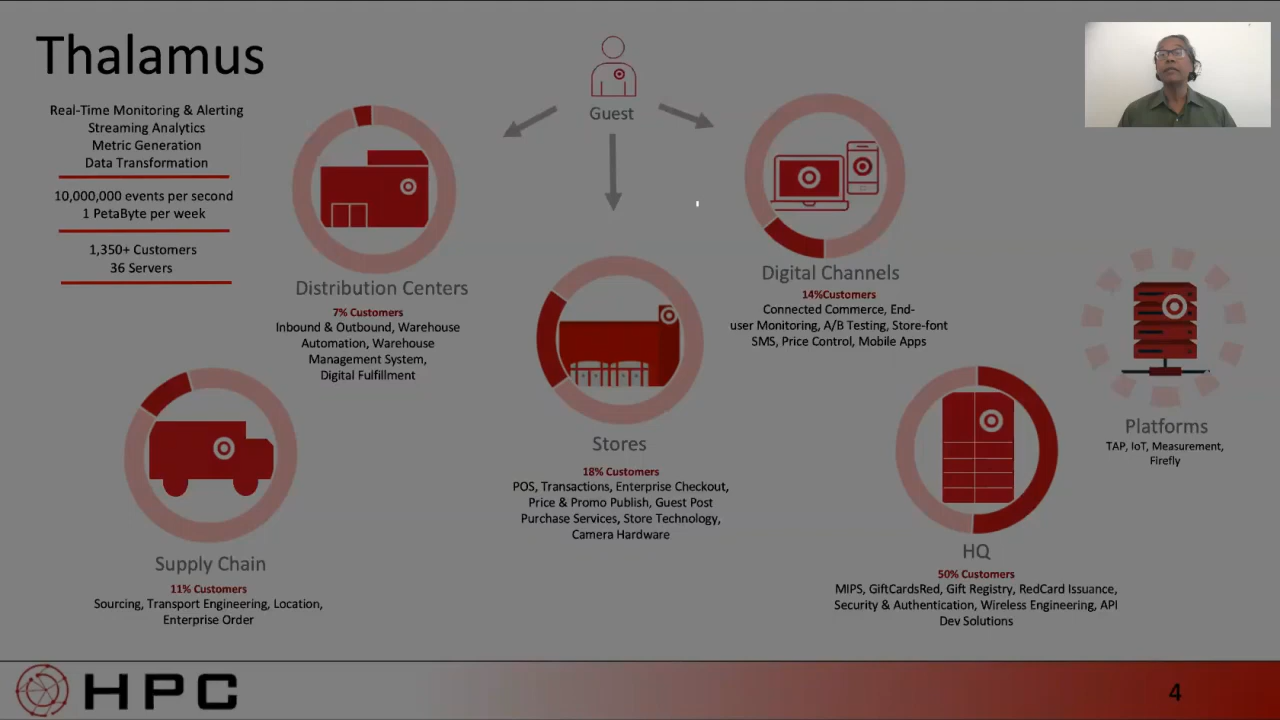 Thalamus
Real-Time Monitoring & Alerting
Streaming Analytics
Metric Generation
Data Transformation
10,000,000 events per second
1 PetaByte per week
1,350+ Customers
36 Servers
Guest
Distribution Centers
7% Customers
Inbound & Outbound, Warehouse
Automation, Warehouse
Management System,
Digital Fulfillment
Digital Channels
14%Customers
Connected Commerce, End-
user Monitoring, A/B Testing, Store-font
SMS, Price Control, Mobile Apps
Supply Chain
11% Customers
Sourcing, Transport Engineering, Location,
Enterprise Order
Stores
18% Customers
POS, Transactions, Enterprise Checkout,
Price & Promo Publish, Guest Post
Purchase Services, Store Technology,
Camera Hardware
HQ
50% Customers
MIPS, GiftCardsRed, Gift Registry, RedCard Issuance,
Security & Authentication, Wireless Engineering, API
Dev Solutions
Platforms
TAP, IoT, Measurement,
Firefly
HPC
4